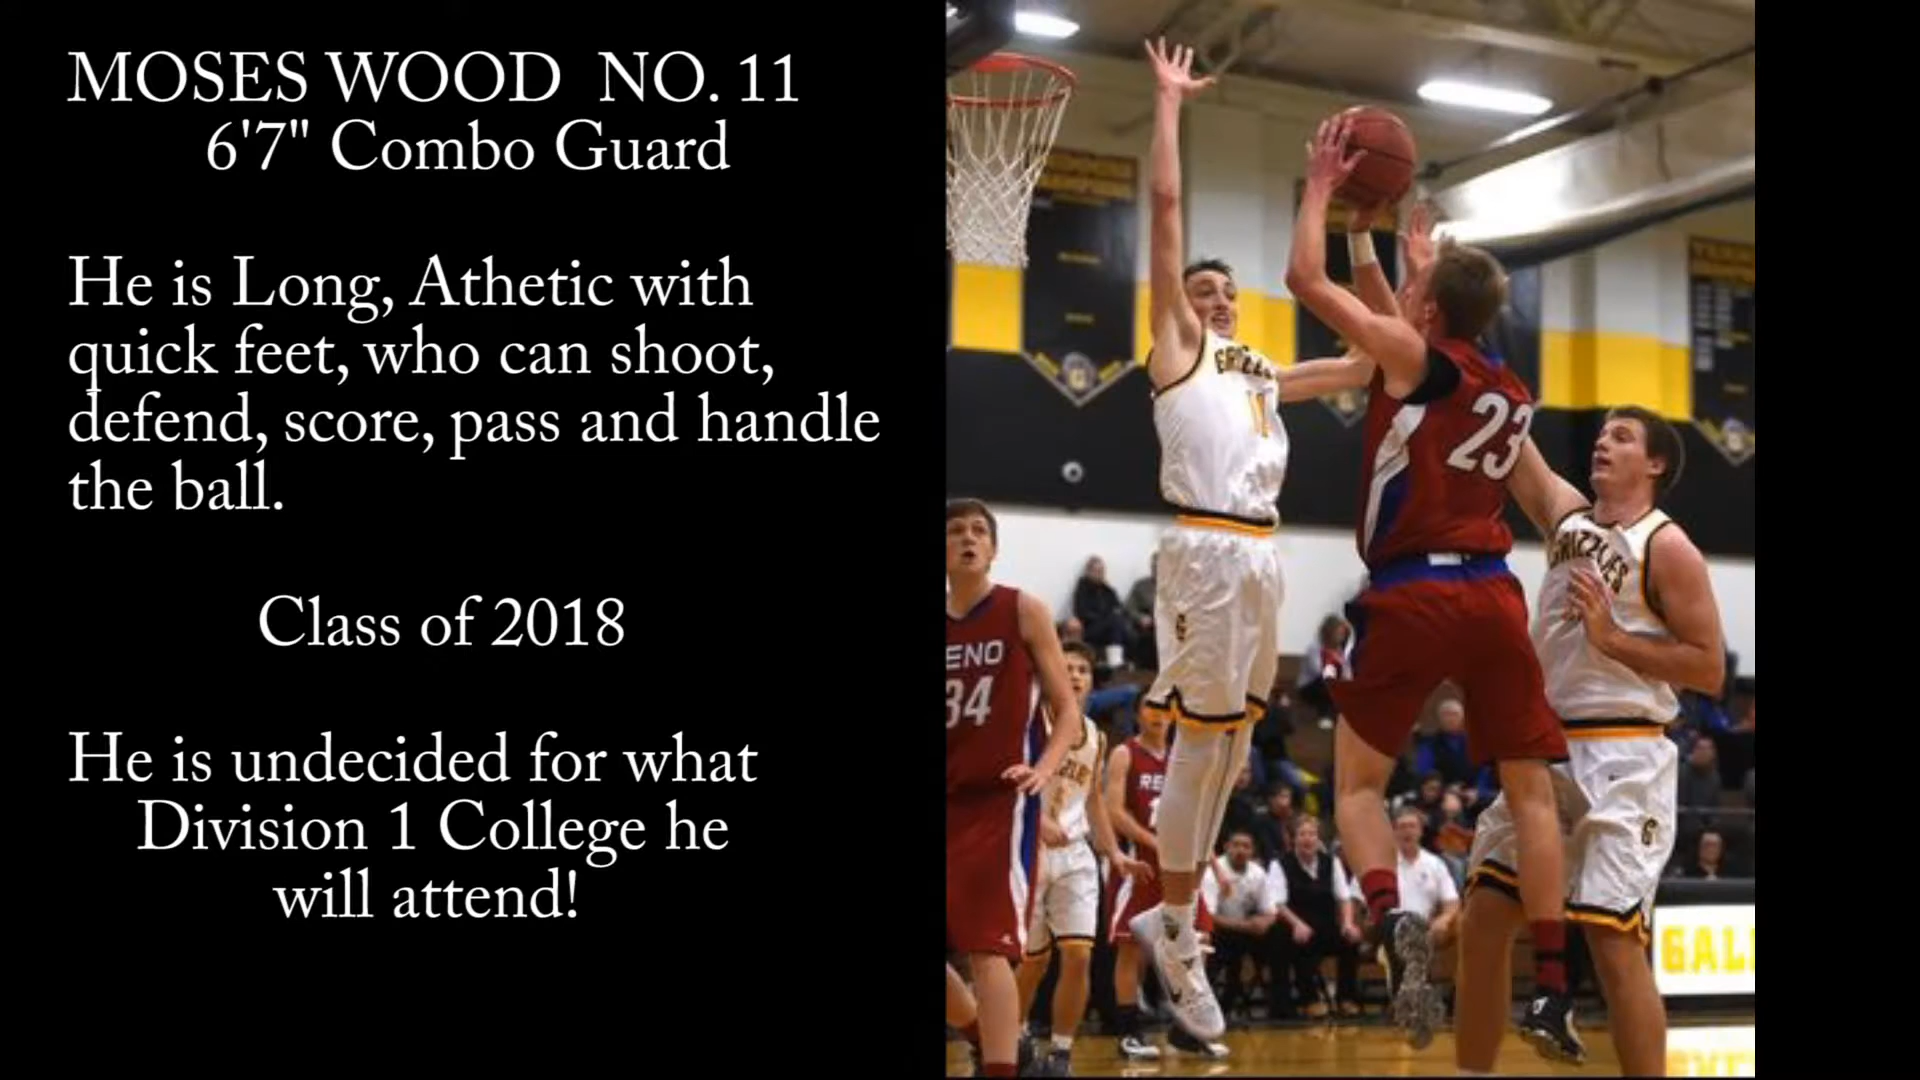 MOSES WOOD NO. 11
6'7" Combo Guard
He is Long, Athetic with
quick feet, who can shoot,
defend, score, pass and handle
the ball.
Class of 2018
He is undecided for what
Division 1 College he
will attend!
11
23
GRIZZLIES
ENO
34
G
G
GAL